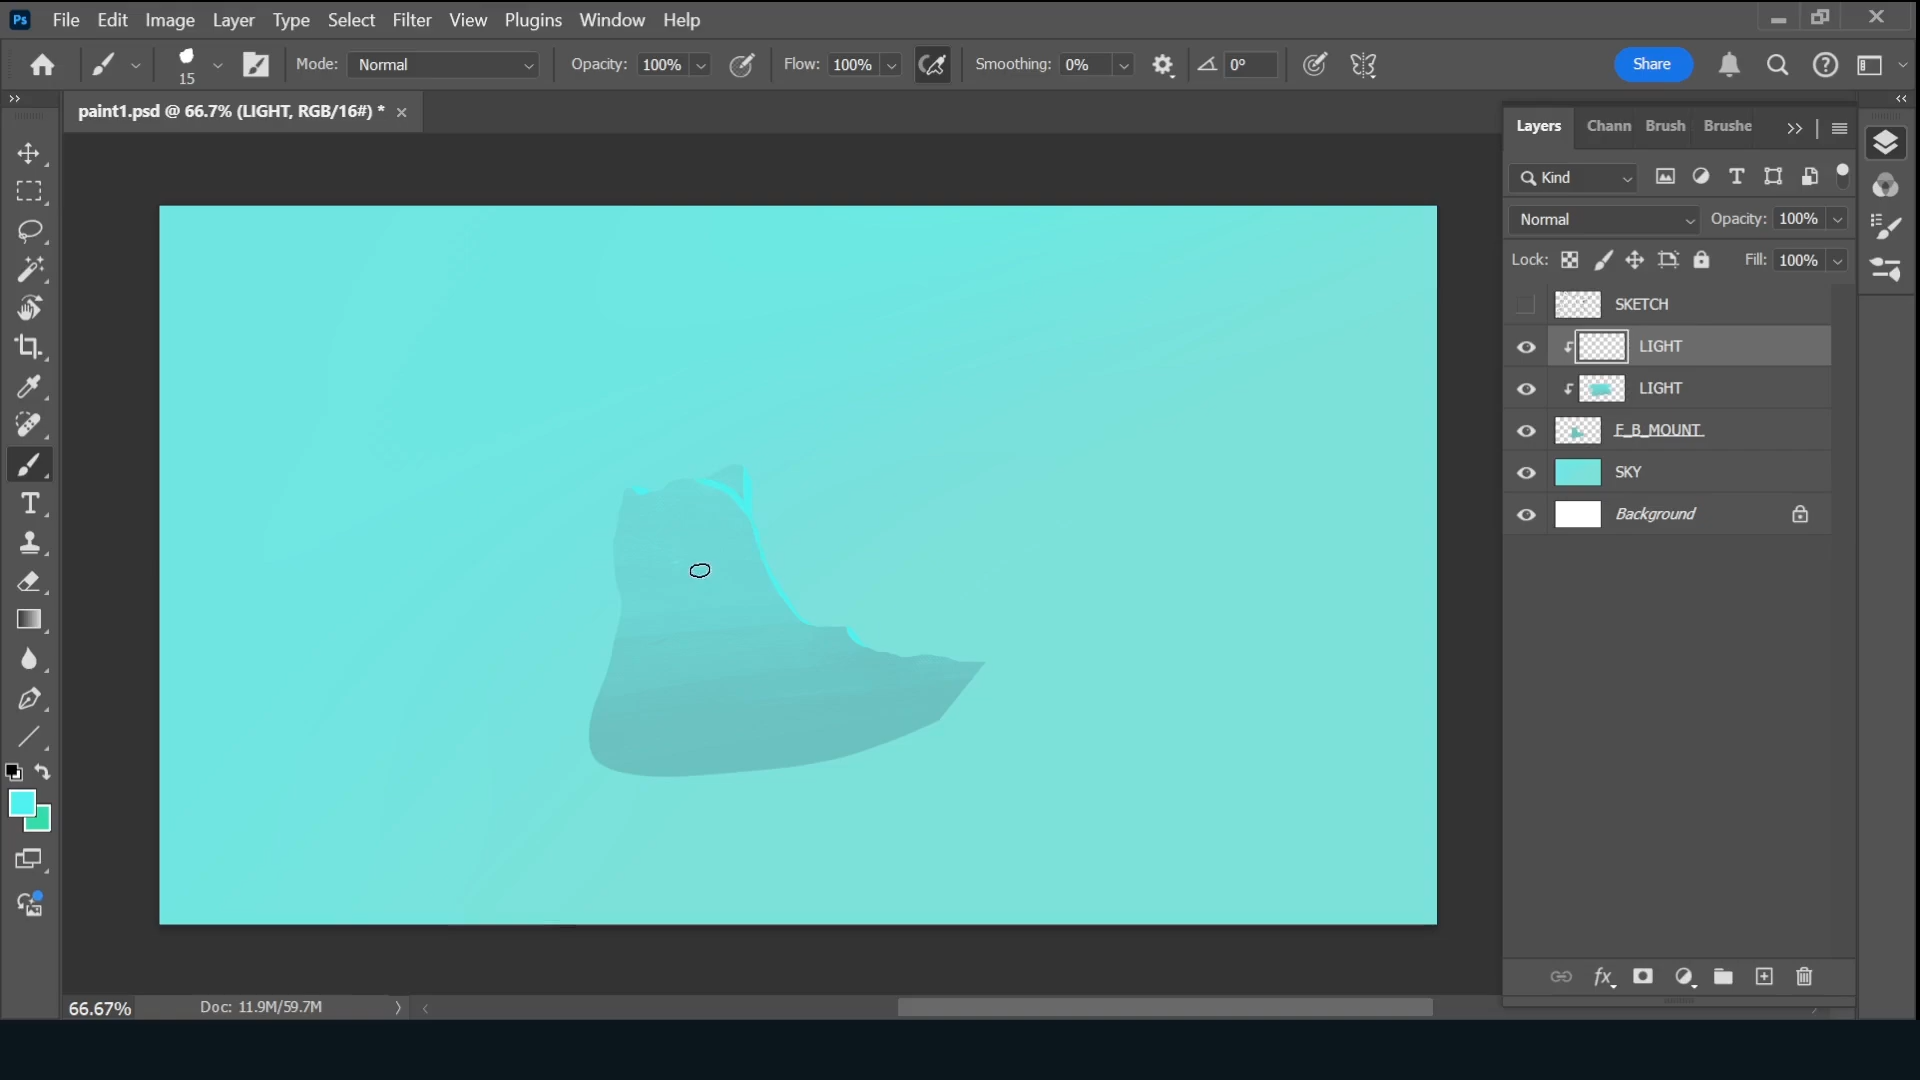 Ps File Edit Image Layer Type Select Filter View Plugins Window Help
15 Mode: Normal Opacity: 100% Flow: 100% Smoothing: 0% 0° Share
paint1.psd @ 66.7% (LIGHT, RGB/16#) *
Layers Chann Brush Brushe
Kind
Normal Opacity: 100%
Lock: Fill: 100%
SKETCH
LIGHT
LIGHT
F_B_MOUNT
SKY
Background
fx
66.67% Doc: 11.9M/59.7M